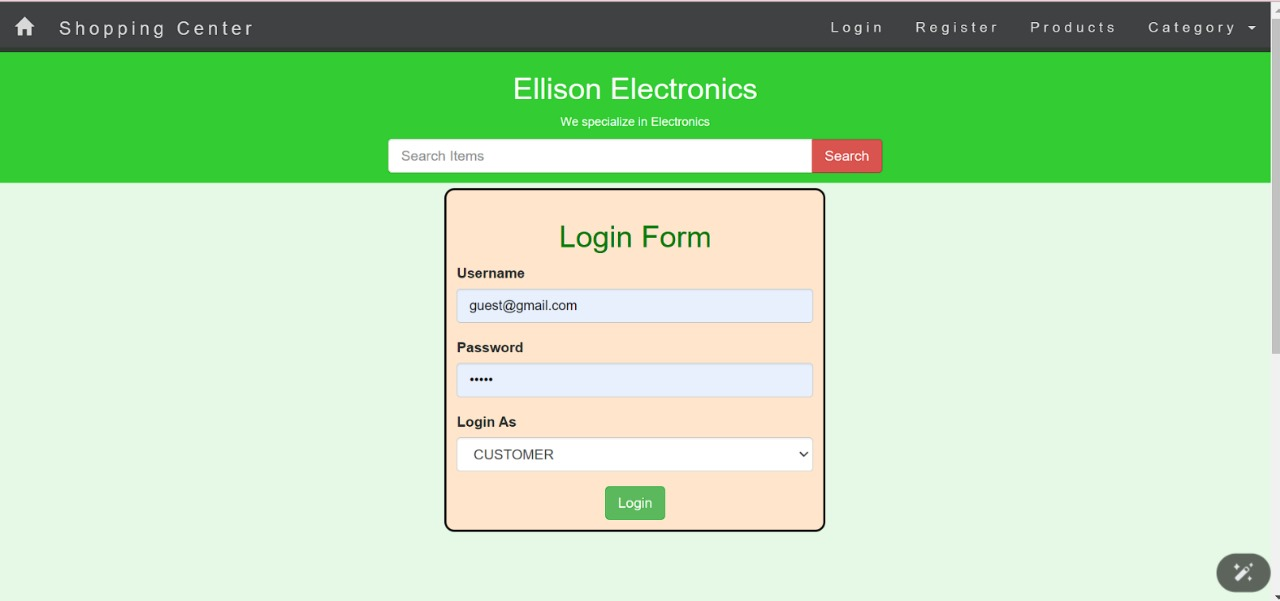 Shopping Center Login Register Products Category
Ellison Electronics
We specialize in Electronics
Search Items Search
Login Form
Username
guest@gmail.com
Password
•••••
Login As
CUSTOMER
Login